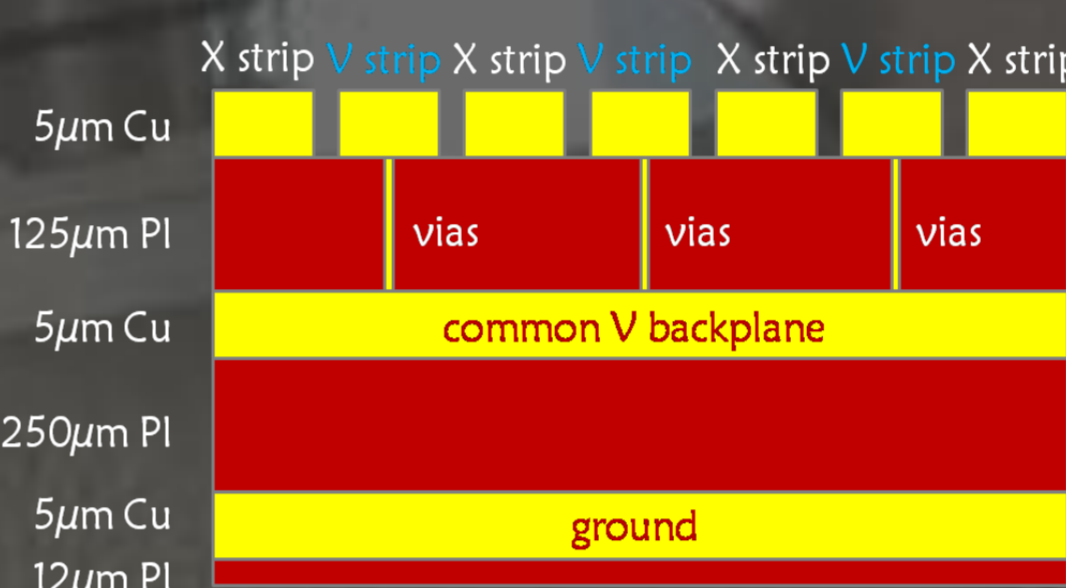 X strip V strip X strip V strip X strip V strip X strip
5µm Cu
125µm PI
vias vias vias
5µm Cu
common V backplane
250µm PI
5µm Cu
ground
12µm PI